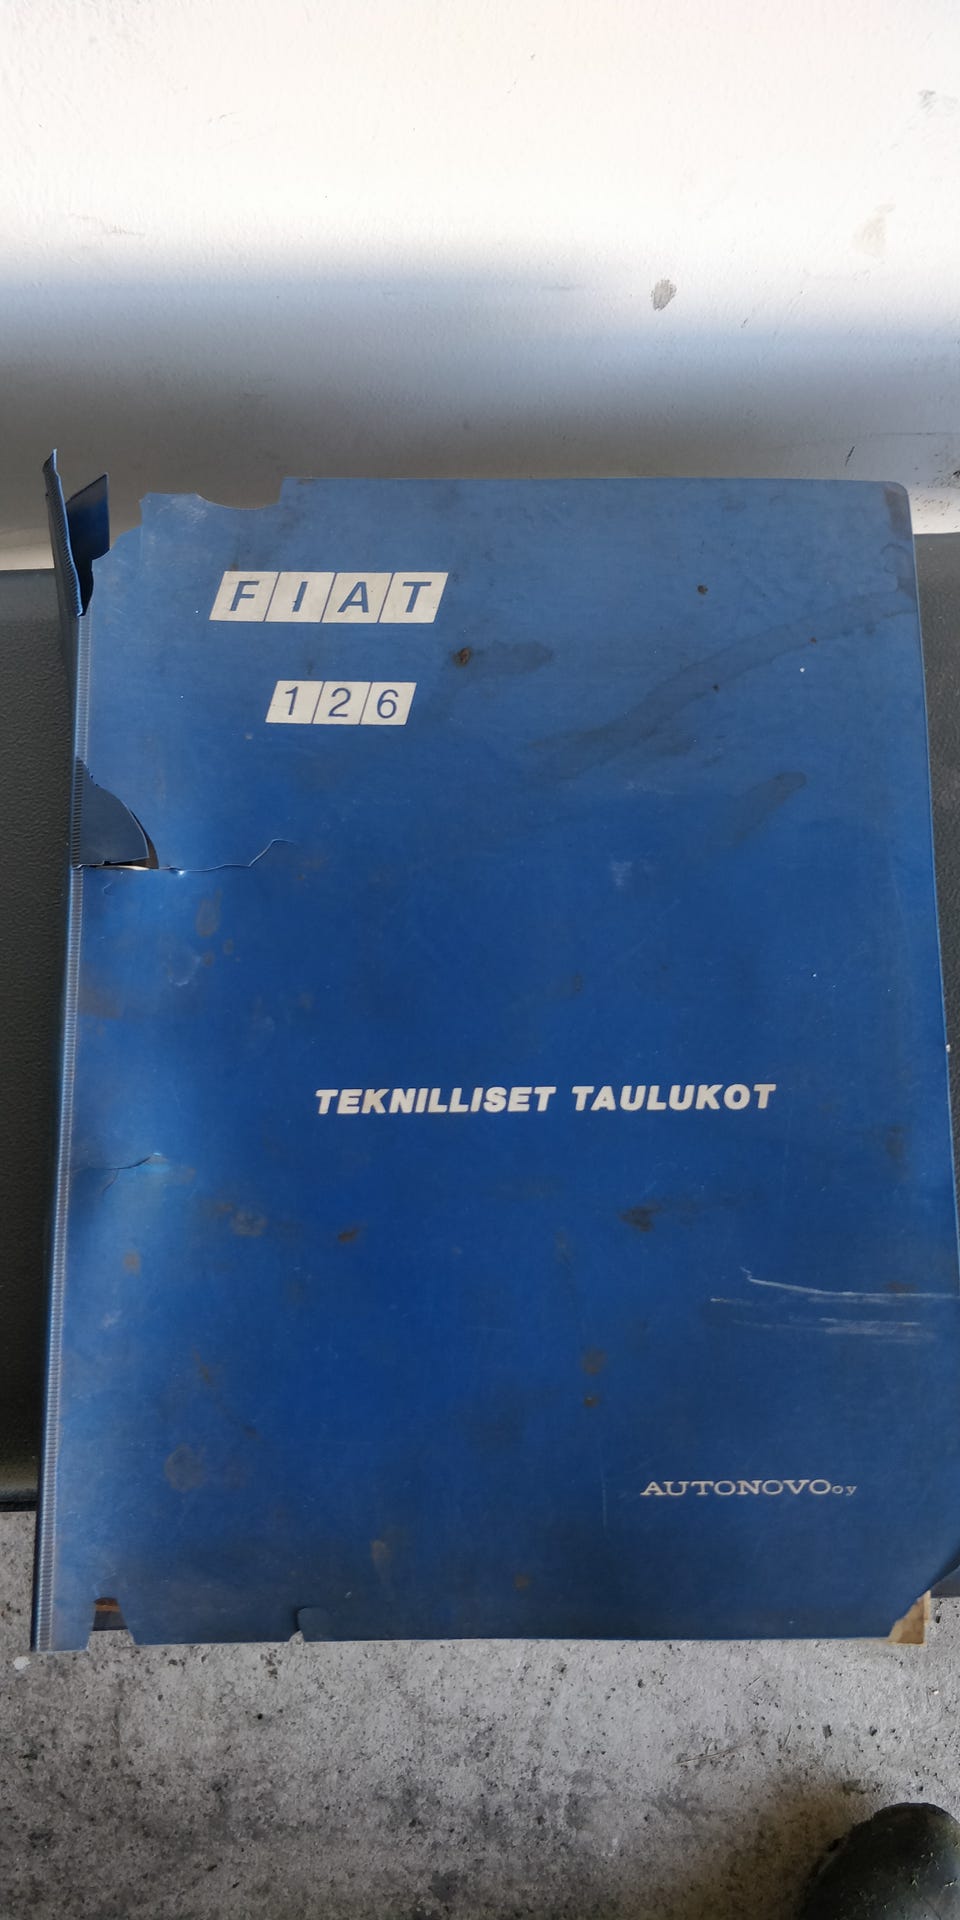 FIAT
126
TEKNILLISET TAULUKOT
AUTONOVO oy